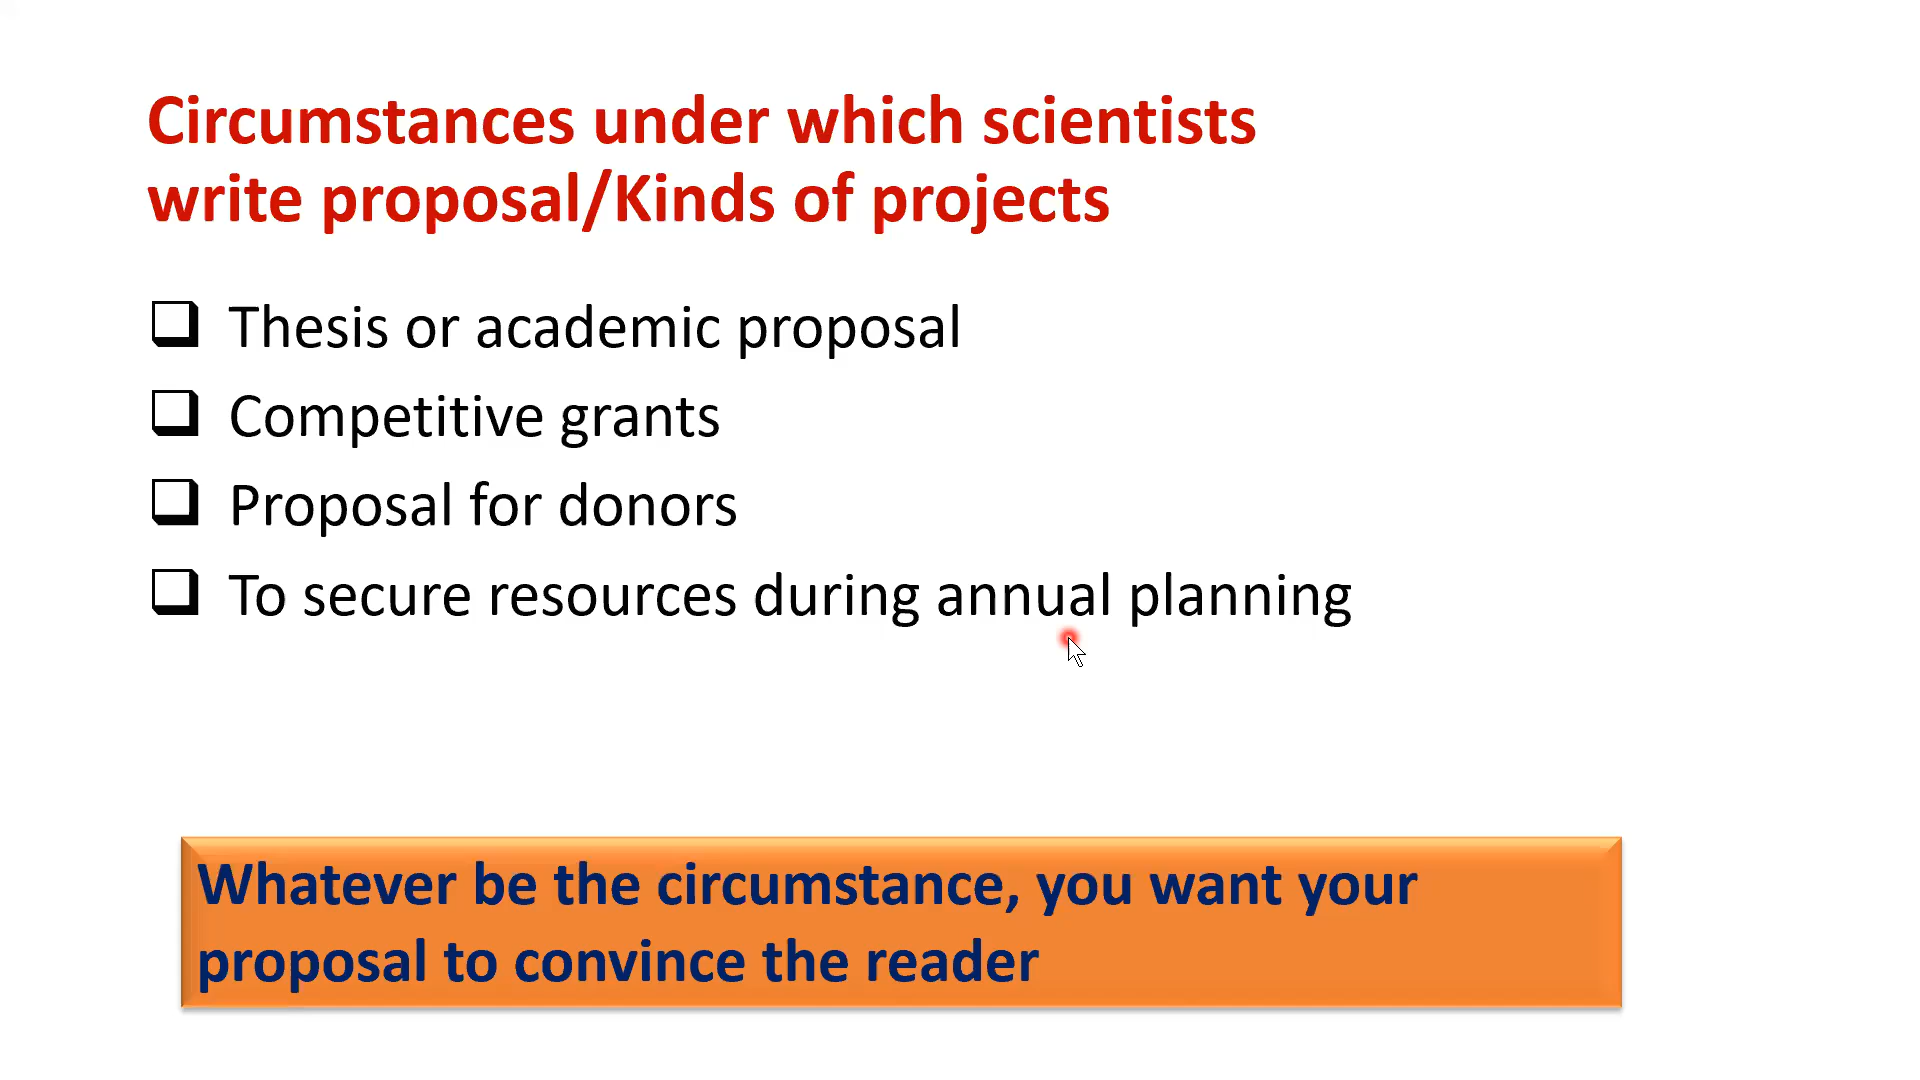 Circumstances under which scientists
write proposal/Kinds of projects
Thesis or academic proposal
Competitive grants
Proposal for donors
To secure resources during annual planning
Whatever be the circumstance, you want your
proposal to convince the reader